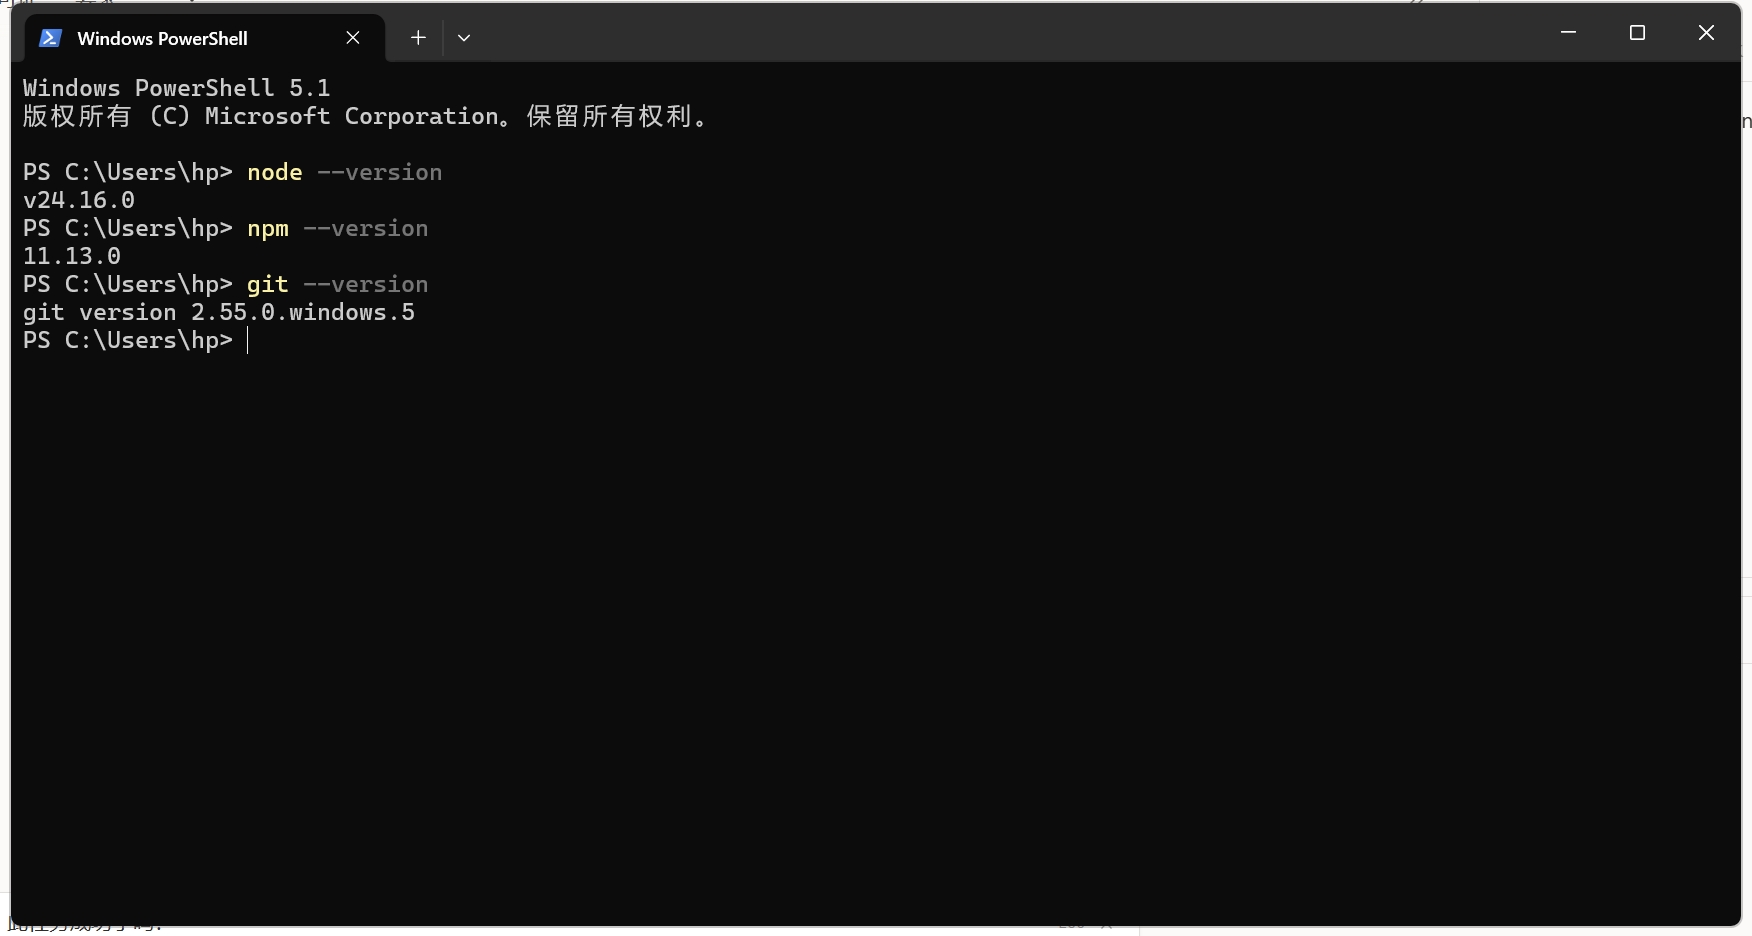 Windows PowerShell
Windows PowerShell 5.1
版权所有 (C) Microsoft Corporation。保留所有权利。
PS C:\Users\hp> node --version
v24.16.0
PS C:\Users\hp> npm --version
11.13.0
PS C:\Users\hp> git --version
git version 2.55.0.windows.5
PS C:\Users\hp>